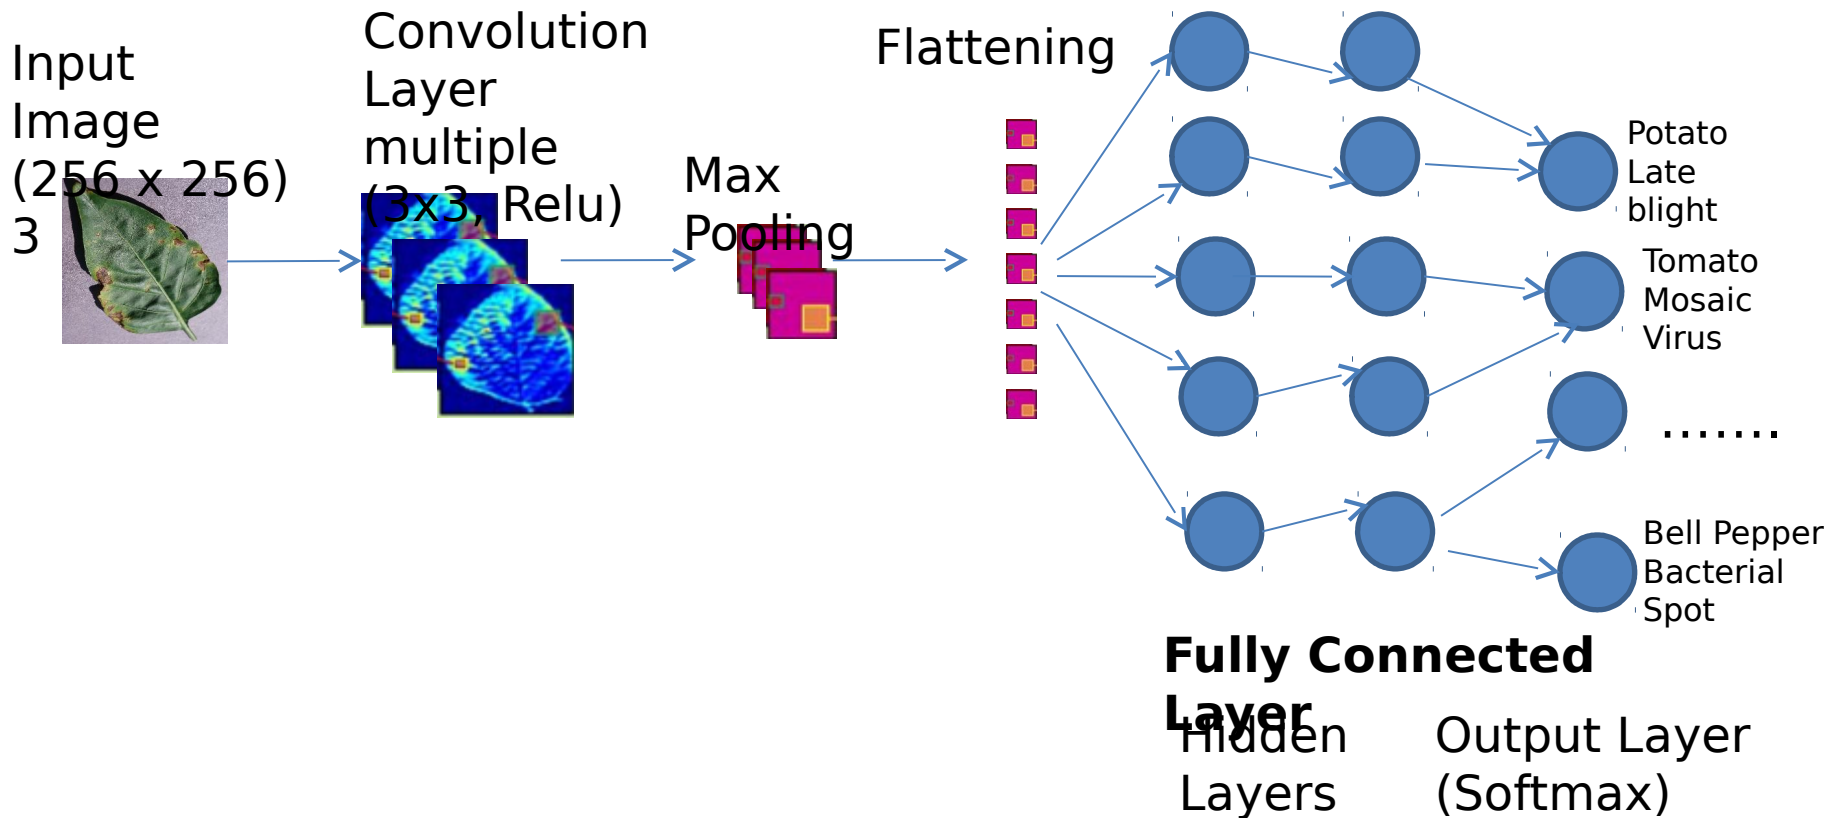 Input
Image
(256 x 256)
3
Convolution
Layer
multiple
(3x3, Relu)
Max
Pooling
Flattening
Potato
Late
blight
Tomato
Mosaic
Virus
.......
Bell Pepper
Bacterial
Spot
Fully Connected
Layer
Hidden
Layers
Output Layer
(Softmax)